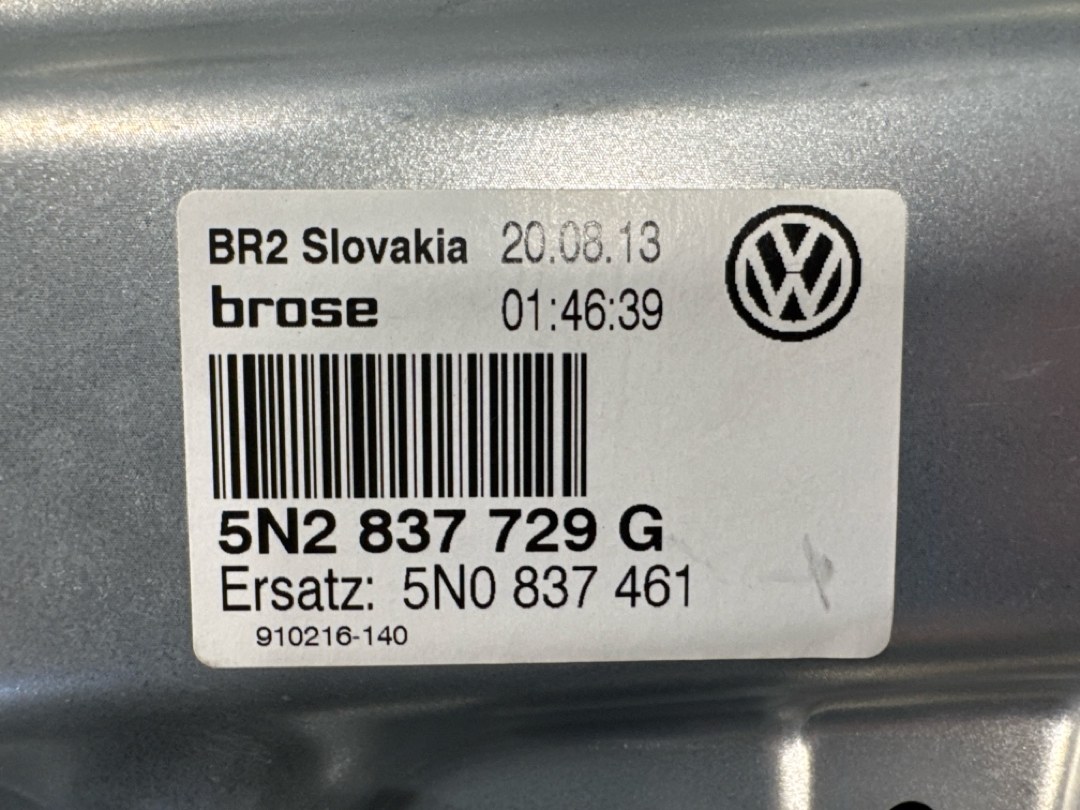 BR2 Slovakia 20.08.13
brose 01:46:39
5N2 837 729 G
Ersatz: 5N0 837 461
910216-140